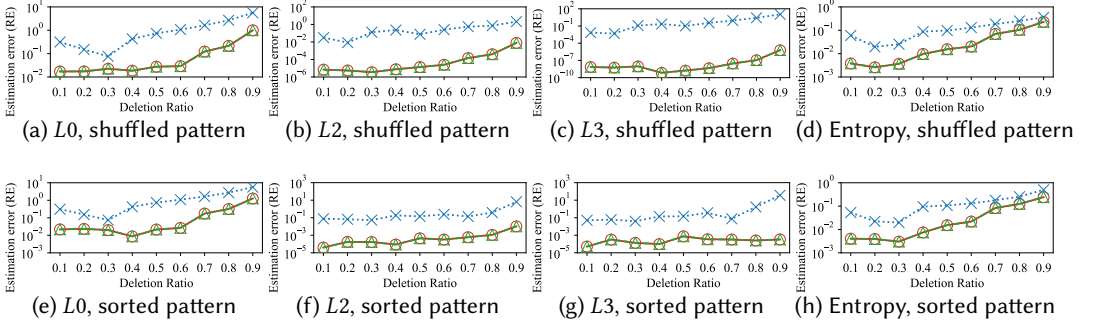 Estimation error (RE)
10^1
10^0
10^-1
10^-2
0.1 0.2 0.3 0.4 0.5 0.6 0.7 0.8 0.9
Deletion Ratio
(a) L0, shuffled pattern
Estimation error (RE)
10^2
10^0
10^-2
10^-4
10^-6
0.1 0.2 0.3 0.4 0.5 0.6 0.7 0.8 0.9
Deletion Ratio
(b) L2, shuffled pattern
Estimation error (RE)
10^2
10^-1
10^-4
10^-7
10^-10
0.1 0.2 0.3 0.4 0.5 0.6 0.7 0.8 0.9
Deletion Ratio
(c) L3, shuffled pattern
Estimation error (RE)
10^0
10^-1
10^-2
10^-3
0.1 0.2 0.3 0.4 0.5 0.6 0.7 0.8 0.9
Deletion Ratio
(d) Entropy, shuffled pattern
Estimation error (RE)
10^1
10^0
10^-1
10^-2
10^-3
0.1 0.2 0.3 0.4 0.5 0.6 0.7 0.8 0.9
Deletion Ratio
(e) L0, sorted pattern
Estimation error (RE)
10^3
10^1
10^-1
10^-3
10^-5
0.1 0.2 0.3 0.4 0.5 0.6 0.7 0.8 0.9
Deletion Ratio
(f) L2, sorted pattern
Estimation error (RE)
10^3
10^1
10^-1
10^-3
10^-5
0.1 0.2 0.3 0.4 0.5 0.6 0.7 0.8 0.9
Deletion Ratio
(g) L3, sorted pattern
Estimation error (RE)
10^0
10^-1
10^-2
10^-3
0.1 0.2 0.3 0.4 0.5 0.6 0.7 0.8 0.9
Deletion Ratio
(h) Entropy, sorted pattern